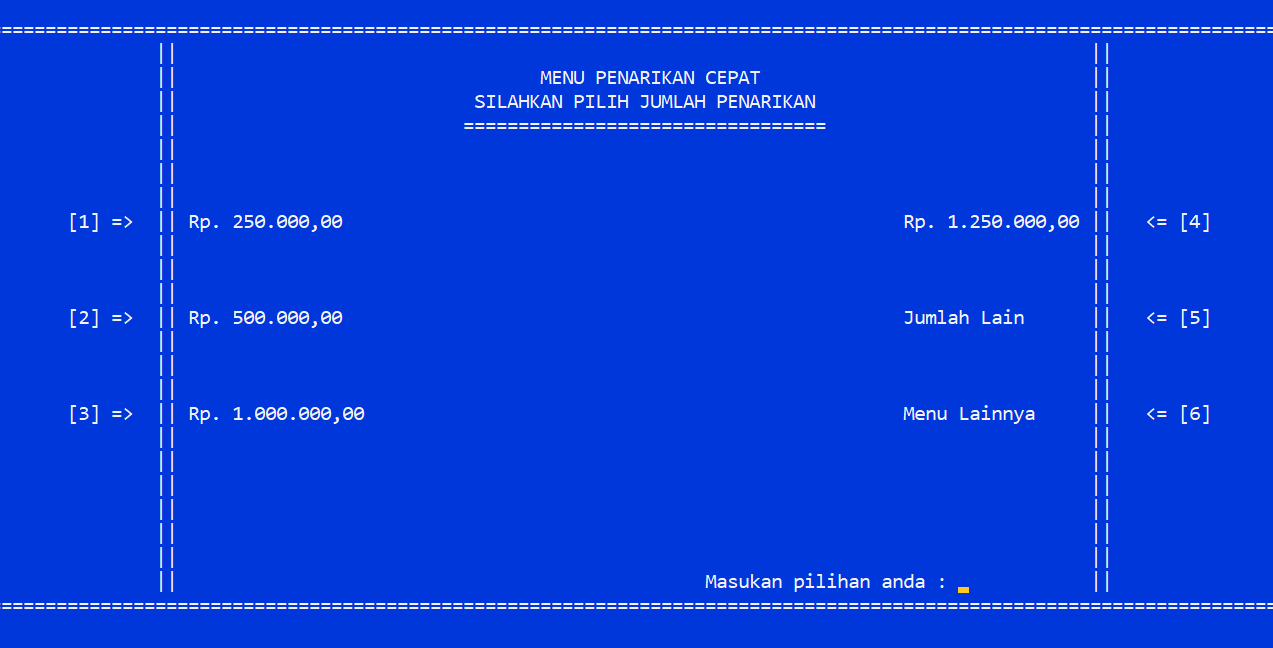 MENU PENARIKAN CEPAT
SILAHKAN PILIH JUMLAH PENARIKAN
=================================
[1] => || Rp. 250.000,00 Rp. 1.250.000,00 || <= [4]
[2] => || Rp. 500.000,00 Jumlah Lain || <= [5]
[3] => || Rp. 1.000.000,00 Menu Lainnya || <= [6]
Masukan pilihan anda : _